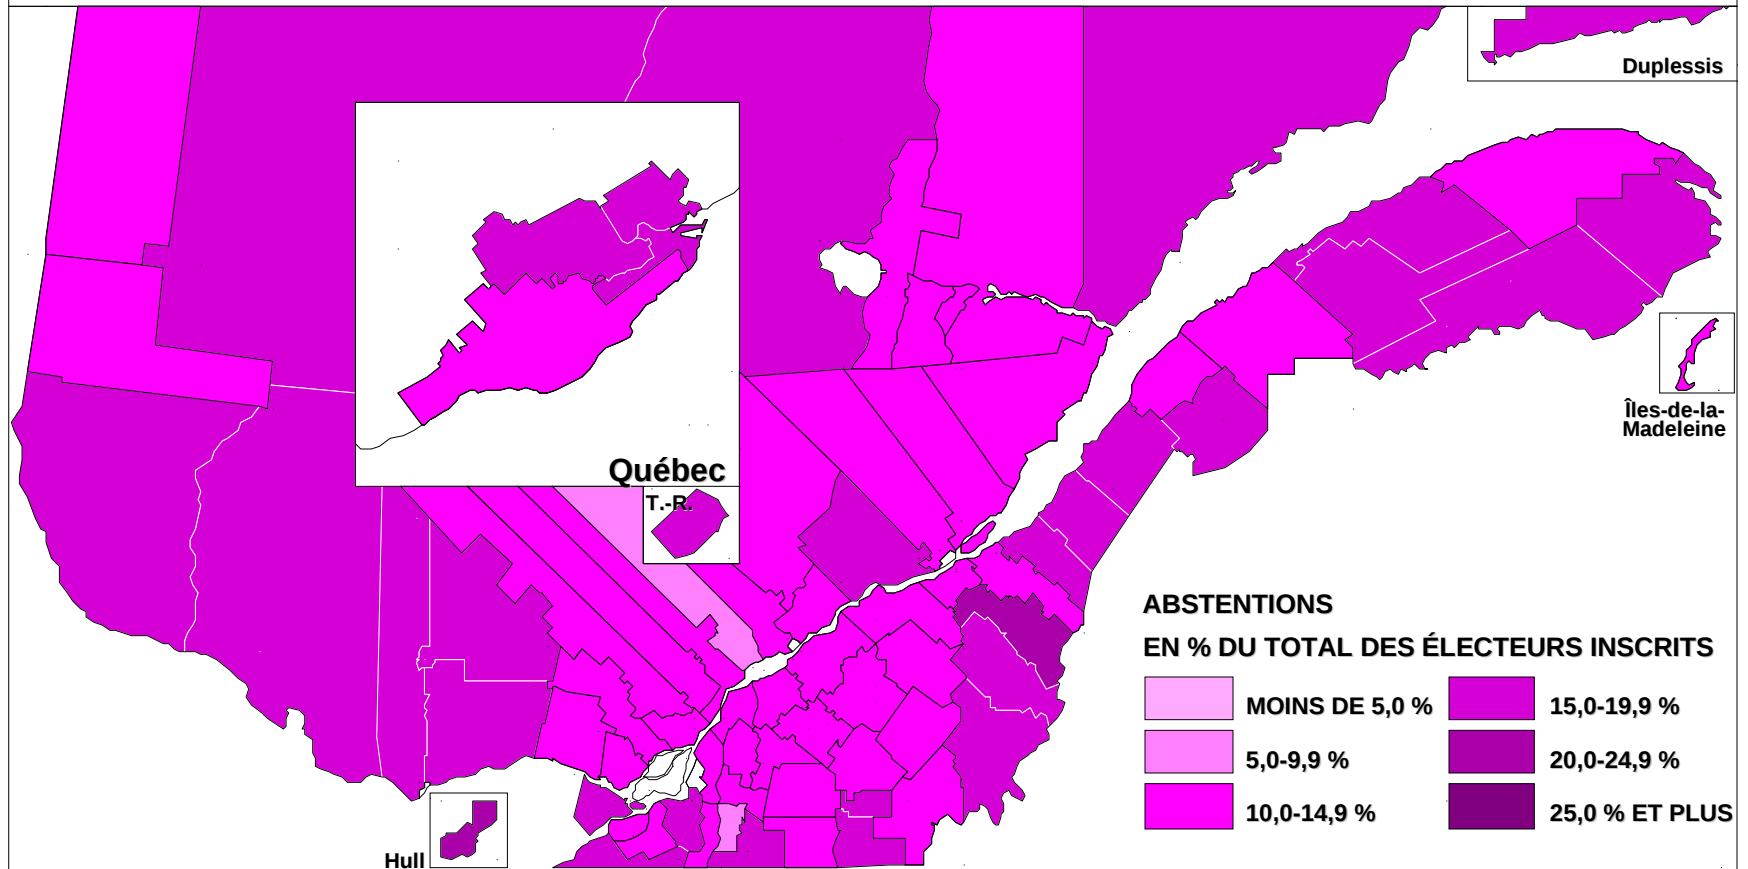 Duplessis
Îles-de-la-
Madeleine
Québec
T.-R.
ABSTENTIONS
EN % DU TOTAL DES ÉLECTEURS INSCRITS
MOINS DE 5,0 %
15,0-19,9 %
5,0-9,9 %
20,0-24,9 %
10,0-14,9 %
25,0 % ET PLUS
Hull